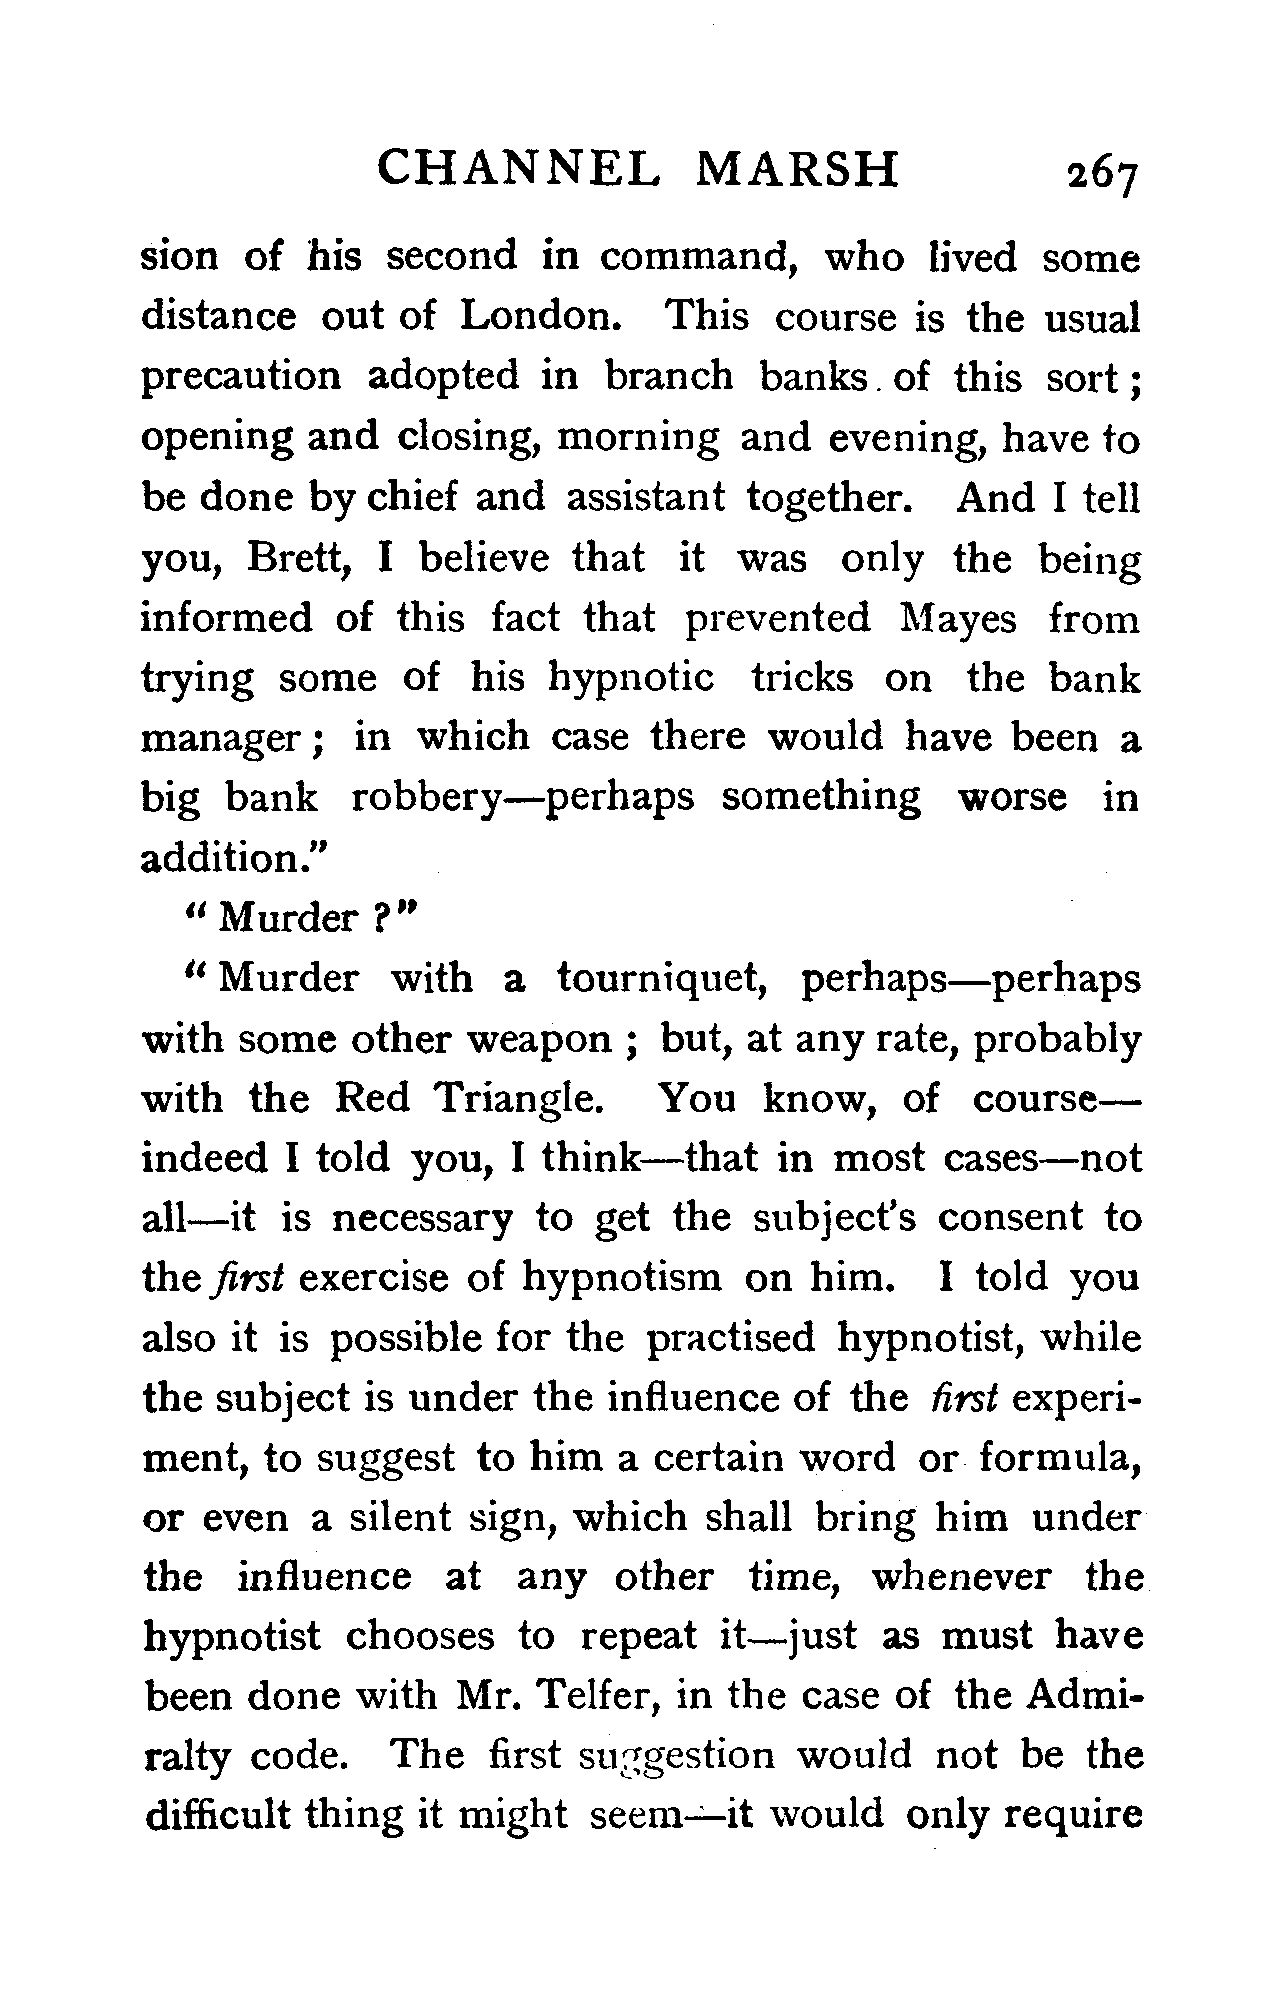 CHANNEL MARSH 267
sion of his second in command, who lived some
distance out of London. This course is the usual
precaution adopted in branch banks of this sort ;
opening and closing, morning and evening, have to
be done by chief and assistant together. And I tell
you, Brett, I believe that it was only the being
informed of this fact that prevented Mayes from
trying some of his hypnotic tricks on the bank
manager ; in which case there would have been a
big bank robbery—perhaps something worse in
addition."
" Murder ?"
" Murder with a tourniquet, perhaps—perhaps
with some other weapon ; but, at any rate, probably
with the Red Triangle. You know, of course—
indeed I told you, I think—that in most cases—not
all—it is necessary to get the subject's consent to
the first exercise of hypnotism on him. I told you
also it is possible for the practised hypnotist, while
the subject is under the influence of the first experi-
ment, to suggest to him a certain word or formula,
or even a silent sign, which shall bring him under
the influence at any other time, whenever the
hypnotist chooses to repeat it—just as must have
been done with Mr. Telfer, in the case of the Admi-
ralty code. The first suggestion would not be the
difficult thing it might seem—it would only require